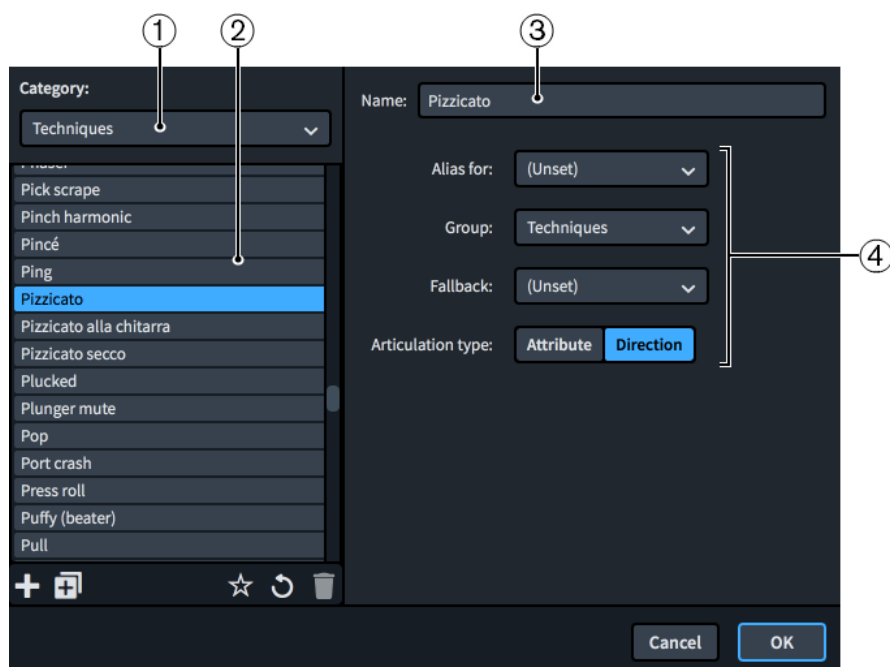 ① ② ③
Category:
Techniques
Name: Pizzicato
Pick scrape
Pinch harmonic
Pincé
Ping
Pizzicato
Pizzicato alla chitarra
Pizzicato secco
Plucked
Plunger mute
Pop
Port crash
Press roll
Puffy (beater)
Pull
Alias for: (Unset)
Group: Techniques
Fallback: (Unset)
Articulation type: Attribute Direction
④
Cancel OK